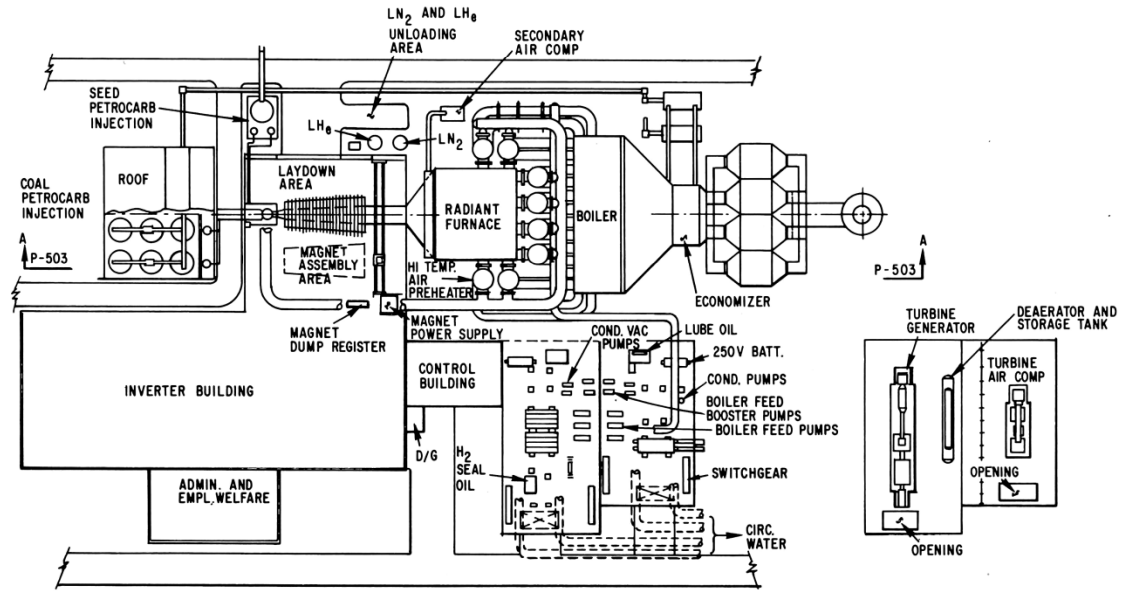 LN2 AND LHe
UNLOADING
AREA
SECONDARY
AIR COMP
SEED
PETROCARB
INJECTION
LHe
LN2
ROOF
LAYDOWN
AREA
COAL
PETROCARB
INJECTION
RADIANT
FURNACE
BOILER
A
P-503
MAGNET
ASSEMBLY
AREA
HI TEMP.
AIR
PREHEATER
A
P-503
ECONOMIZER
MAGNET
DUMP REGISTER
MAGNET
POWER SUPPLY
COND. VAC
PUMPS
LUBE OIL
250V BATT.
TURBINE
GENERATOR
DEAERATOR AND
STORAGE TANK
INVERTER BUILDING
CONTROL
BUILDING
COND. PUMPS
BOILER FEED
BOOSTER PUMPS
BOILER FEED PUMPS
TURBINE
AIR COMP
D/G
H2
SEAL
OIL
SWITCHGEAR
OPENING
ADMIN. AND
EMPL, WELFARE
CIRC.
WATER
OPENING